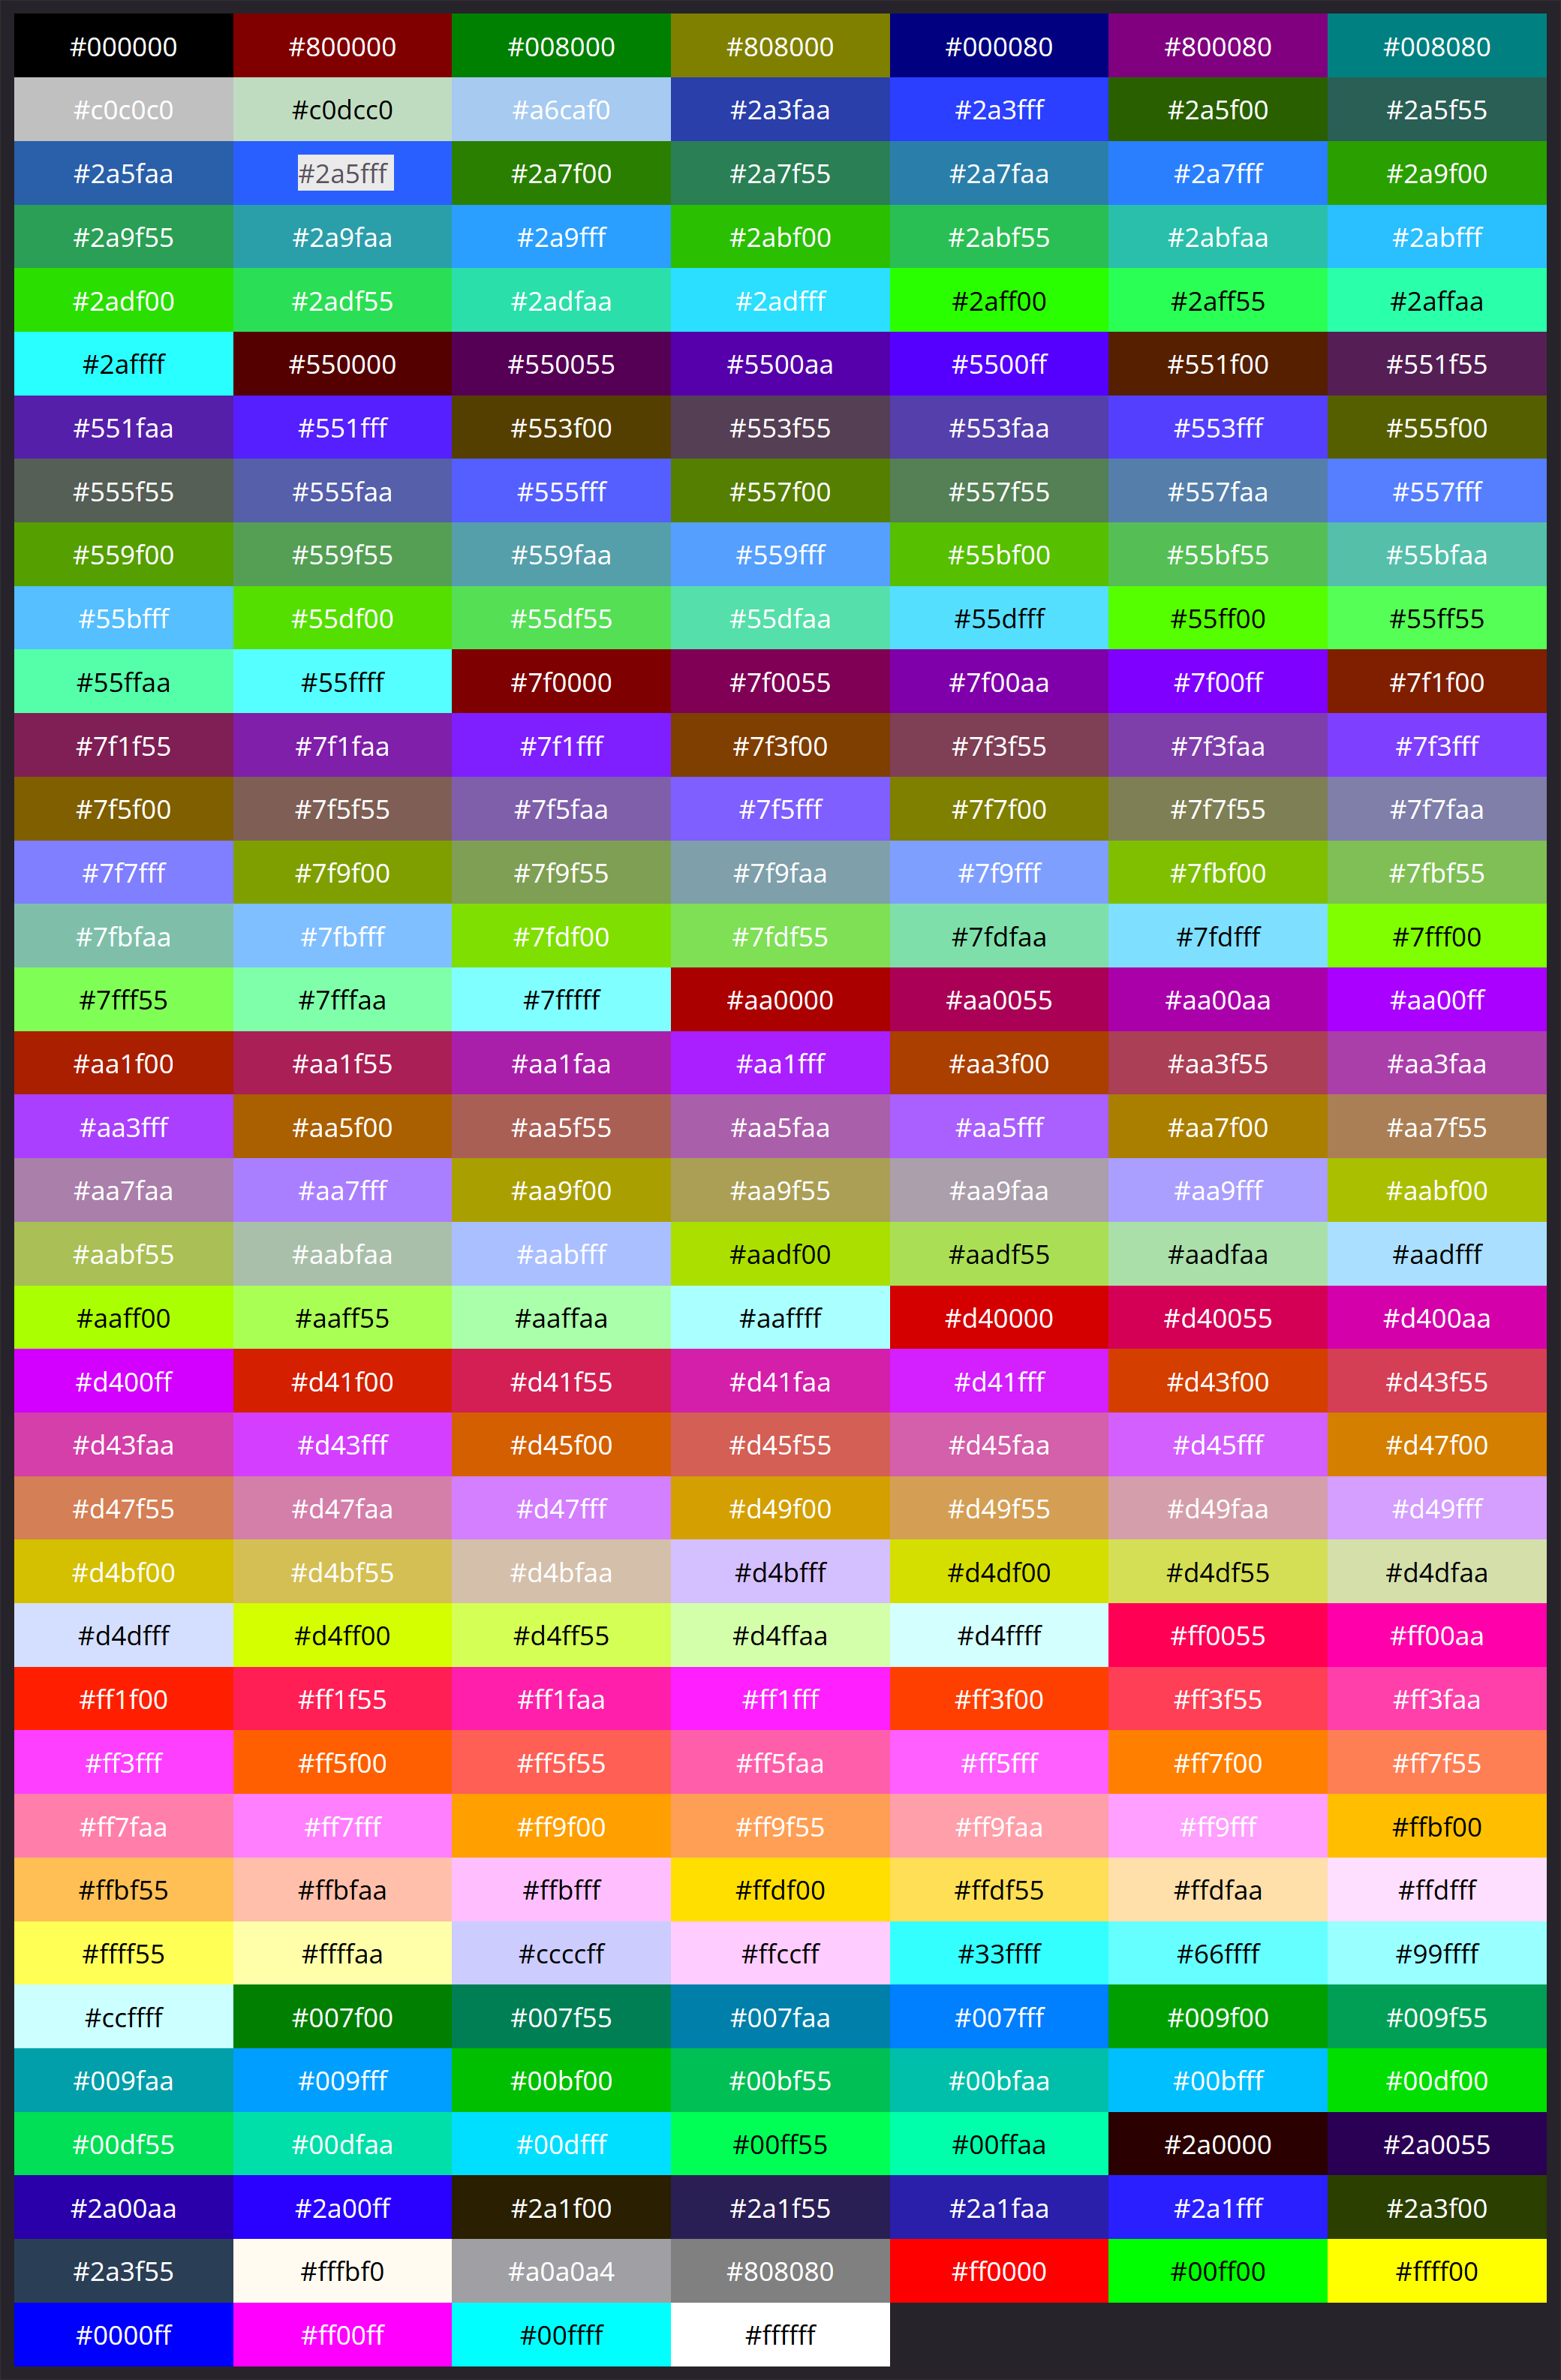 #000000 #800000 #008000 #808000 #000080 #800080 #008080
#c0c0c0 #c0dcc0 #a6caf0 #2a3faa #2a3fff #2a5f00 #2a5f55
#2a5faa #2a5fff #2a7f00 #2a7f55 #2a7faa #2a7fff #2a9f00
#2a9f55 #2a9faa #2a9fff #2abf00 #2abf55 #2abfaa #2abfff
#2adf00 #2adf55 #2adfaa #2adfff #2aff00 #2aff55 #2affaa
#2affff #550000 #550055 #5500aa #5500ff #551f00 #551f55
#551faa #551fff #553f00 #553f55 #553faa #553fff #555f00
#555f55 #555faa #555fff #557f00 #557f55 #557faa #557fff
#559f00 #559f55 #559faa #559fff #55bf00 #55bf55 #55bfaa
#55bfff #55df00 #55df55 #55dfaa #55dfff #55ff00 #55ff55
#55ffaa #55ffff #7f0000 #7f0055 #7f00aa #7f00ff #7f1f00
#7f1f55 #7f1faa #7f1fff #7f3f00 #7f3f55 #7f3faa #7f3fff
#7f5f00 #7f5f55 #7f5faa #7f5fff #7f7f00 #7f7f55 #7f7faa
#7f7fff #7f9f00 #7f9f55 #7f9faa #7f9fff #7fbf00 #7fbf55
#7fbfaa #7fbfff #7fdf00 #7fdf55 #7fdfaa #7fdfff #7fff00
#7fff55 #7fffaa #7fffff #aa0000 #aa0055 #aa00aa #aa00ff
#aa1f00 #aa1f55 #aa1faa #aa1fff #aa3f00 #aa3f55 #aa3faa
#aa3fff #aa5f00 #aa5f55 #aa5faa #aa5fff #aa7f00 #aa7f55
#aa7faa #aa7fff #aa9f00 #aa9f55 #aa9faa #aa9fff #aabf00
#aabf55 #aabfaa #aabfff #aadf00 #aadf55 #aadfaa #aadfff
#aaff00 #aaff55 #aaffaa #aaffff #d40000 #d40055 #d400aa
#d400ff #d41f00 #d41f55 #d41faa #d41fff #d43f00 #d43f55
#d43faa #d43fff #d45f00 #d45f55 #d45faa #d45fff #d47f00
#d47f55 #d47faa #d47fff #d49f00 #d49f55 #d49faa #d49fff
#d4bf00 #d4bf55 #d4bfaa #d4bfff #d4df00 #d4df55 #d4dfaa
#d4dfff #d4ff00 #d4ff55 #d4ffaa #d4ffff #ff0055 #ff00aa
#ff1f00 #ff1f55 #ff1faa #ff1fff #ff3f00 #ff3f55 #ff3faa
#ff3fff #ff5f00 #ff5f55 #ff5faa #ff5fff #ff7f00 #ff7f55
#ff7faa #ff7fff #ff9f00 #ff9f55 #ff9faa #ff9fff #ffbf00
#ffbf55 #ffbfaa #ffbfff #ffdf00 #ffdf55 #ffdfaa #ffdfff
#ffff55 #ffffaa #ccccff #ffccff #33ffff #66ffff #99ffff
#ccffff #007f00 #007f55 #007faa #007fff #009f00 #009f55
#009faa #009fff #00bf00 #00bf55 #00bfaa #00bfff #00df00
#00df55 #00dfaa #00dfff #00ff55 #00ffaa #2a0000 #2a0055
#2a00aa #2a00ff #2a1f00 #2a1f55 #2a1faa #2a1fff #2a3f00
#2a3f55 #fffbf0 #a0a0a4 #808080 #ff0000 #00ff00 #ffff00
#0000ff #ff00ff #00ffff #ffffff